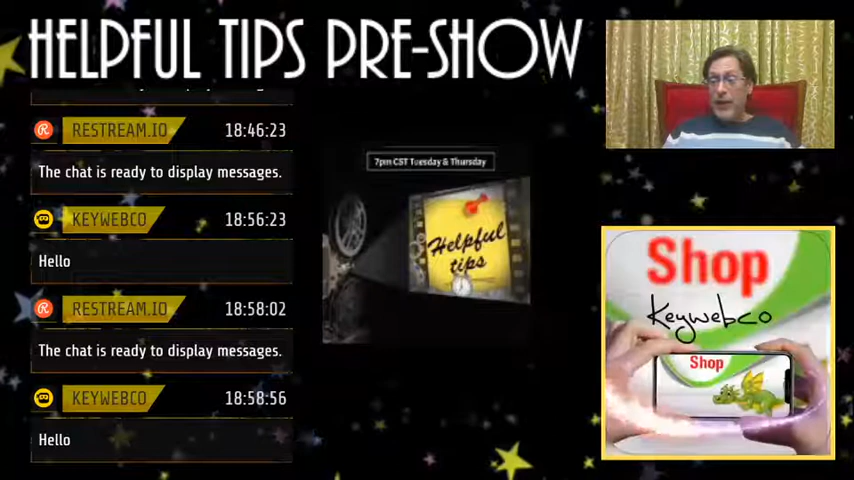 HELPFUL TIPS PRE-SHOW
RESTREAM.IO 18:46:23
The chat is ready to display messages.
KEYWEBCO 18:56:23
Hello
RESTREAM.IO 18:58:02
The chat is ready to display messages.
KEYWEBCO 18:58:56
Hello
7pm CST Tuesday & Thursday
Helpful
tips
Shop
Keywebco
Shop